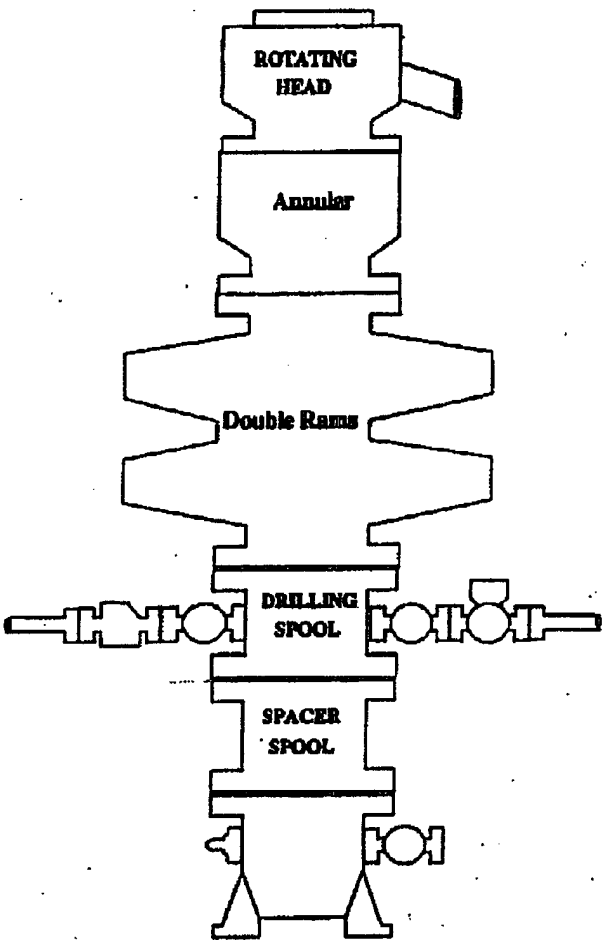 ROTATING
HEAD
Annular
Double Rams
DRILLING
SPOOL
SPACER
SPOOL